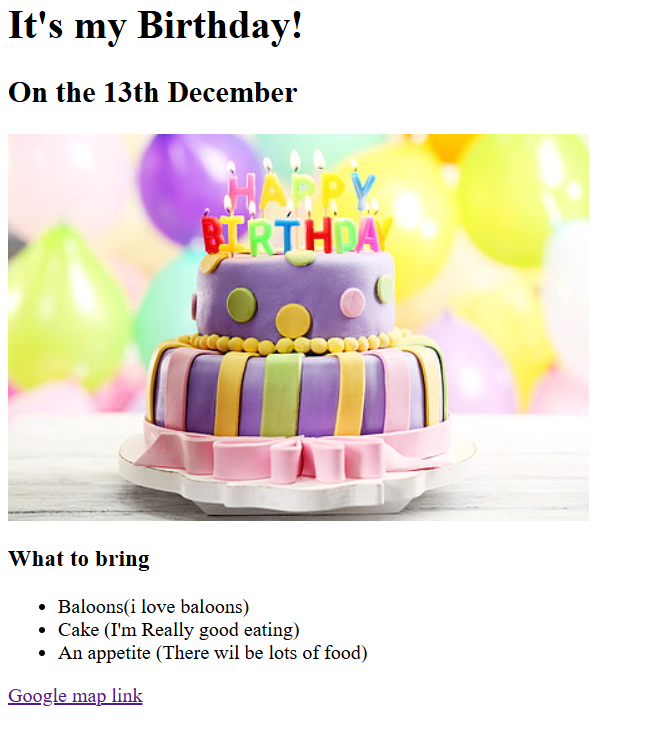 It's my Birthday!
On the 13th December
HAPPY
BIRTHDAY
What to bring
Baloons(i love baloons)
Cake (I'm Really good eating)
An appetite (There wil be lots of food)
Google map link